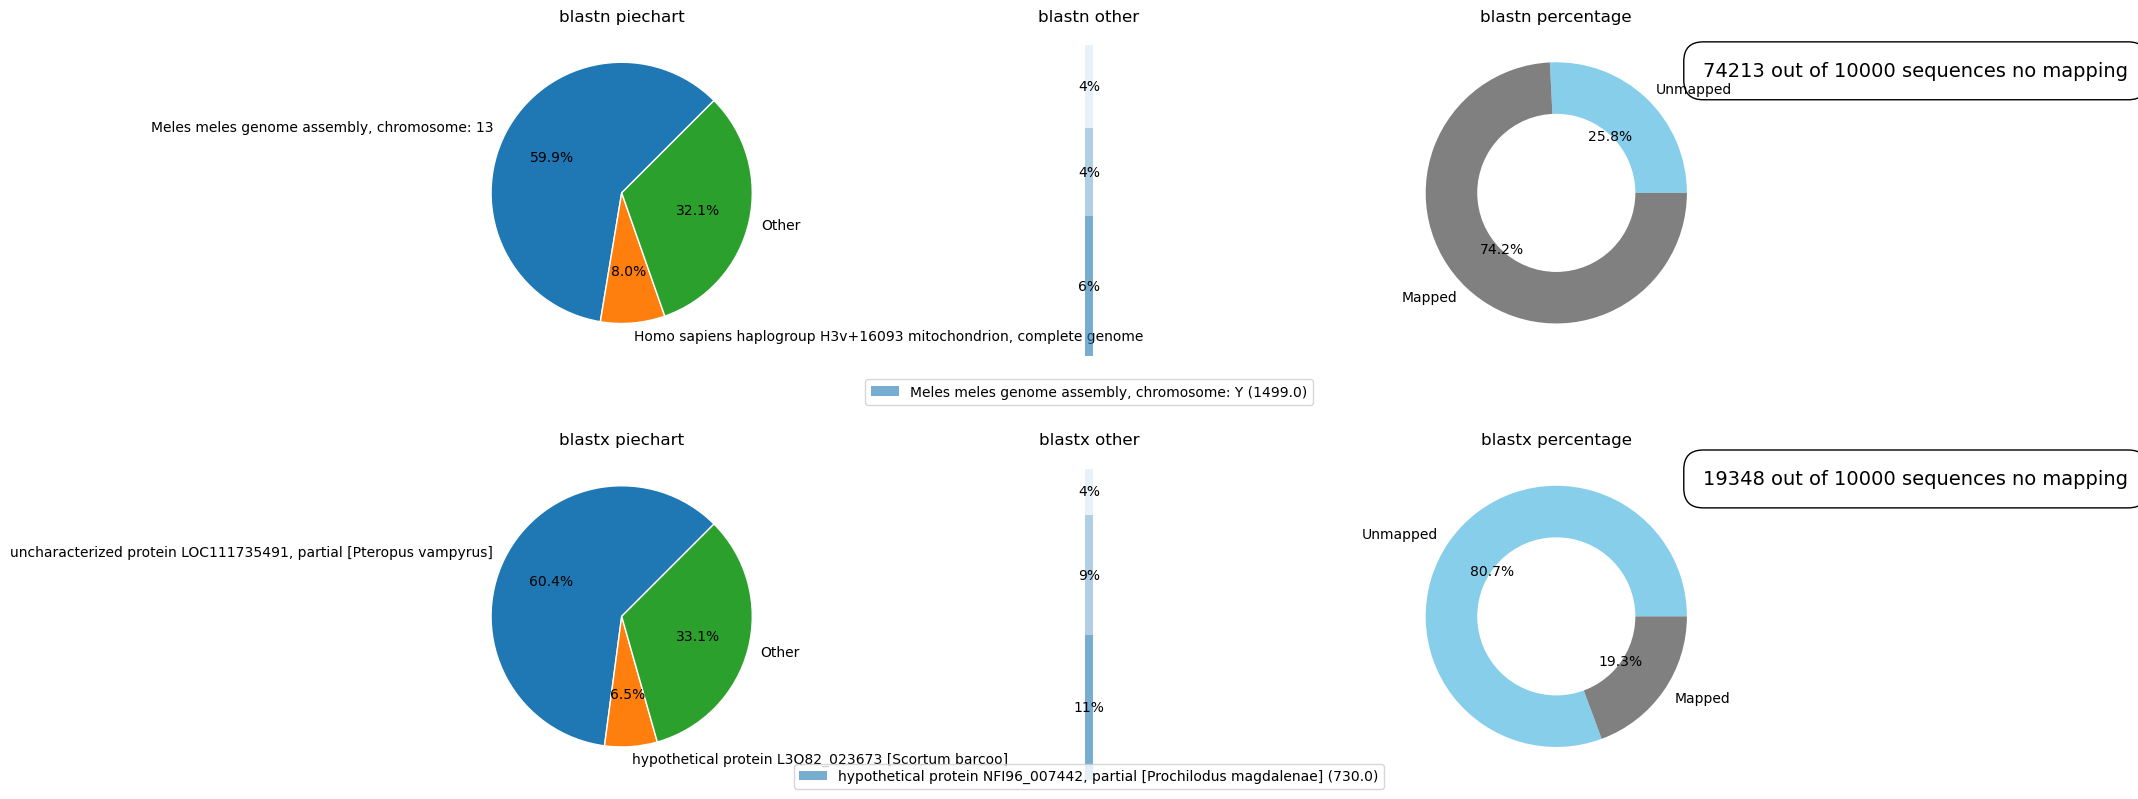 blastn piechart
blastn other
blastn percentage
74213 out of 10000 sequences no mapping
4%
Unmapped
Meles meles genome assembly, chromosome: 13
59.9%
25.8%
4%
32.1%
Other
74.2%
8.0%
6%
Mapped
Homo sapiens haplogroup H3v+16093 mitochondrion, complete genome
Meles meles genome assembly, chromosome: Y (1499.0)
blastx piechart
blastx other
blastx percentage
19348 out of 10000 sequences no mapping
4%
Unmapped
uncharacterized protein LOC111735491, partial [Pteropus vampyrus]
60.4%
9%
80.7%
33.1%
Other
19.3%
6.5%
11%
Mapped
hypothetical protein L3Q82_023673 [Scortum barcoo]
hypothetical protein NFI96_007442, partial [Prochilodus magdalenae] (730.0)